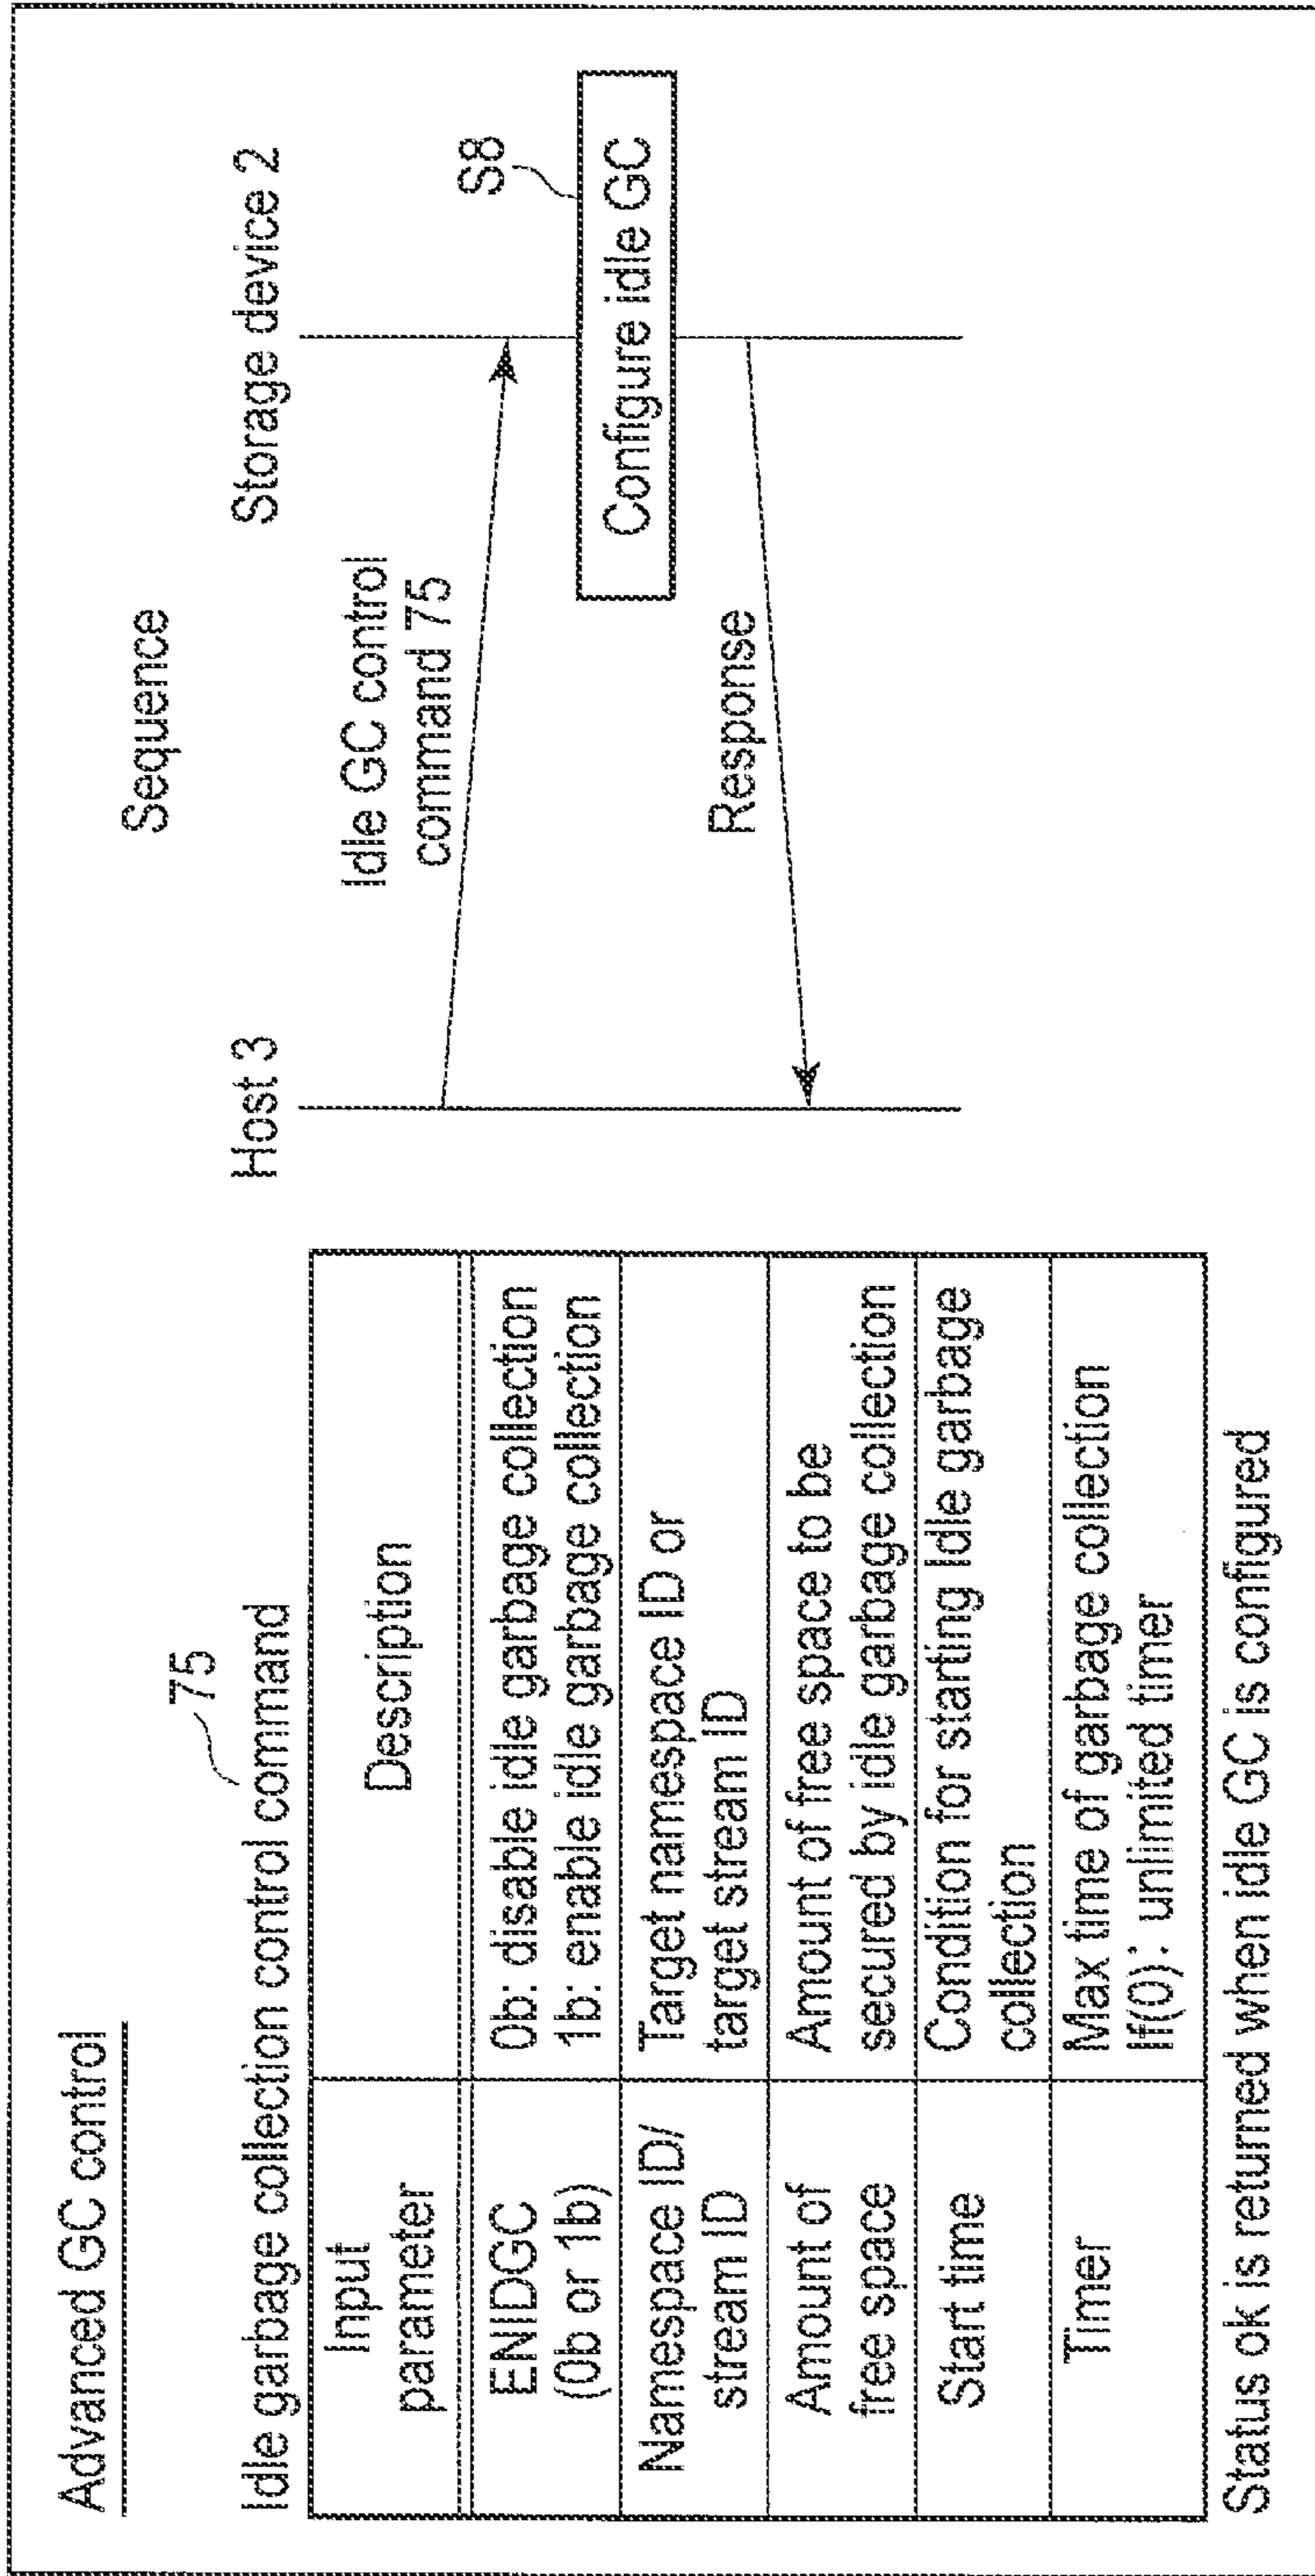 Advanced GC control
75
Idle garbage collection control command
Input
parameter
Description
ENIDGC
(0b or 1b)
0b: disable idle garbage collection
1b: enable idle garbage collection
Namespace ID/
stream ID
Target namespace ID or
target stream ID
Amount of
free space
Amount of free space to be
secured by idle garbage collection
Start time
Condition for starting Idle garbage
collection
Timer
Max time of garbage collection
If(0): unlimited timer
Status ok is returned when idle GC is configured
Sequence
Host 3
Storage device 2
Idle GC control
command 75
S8
Configure idle GC
Response